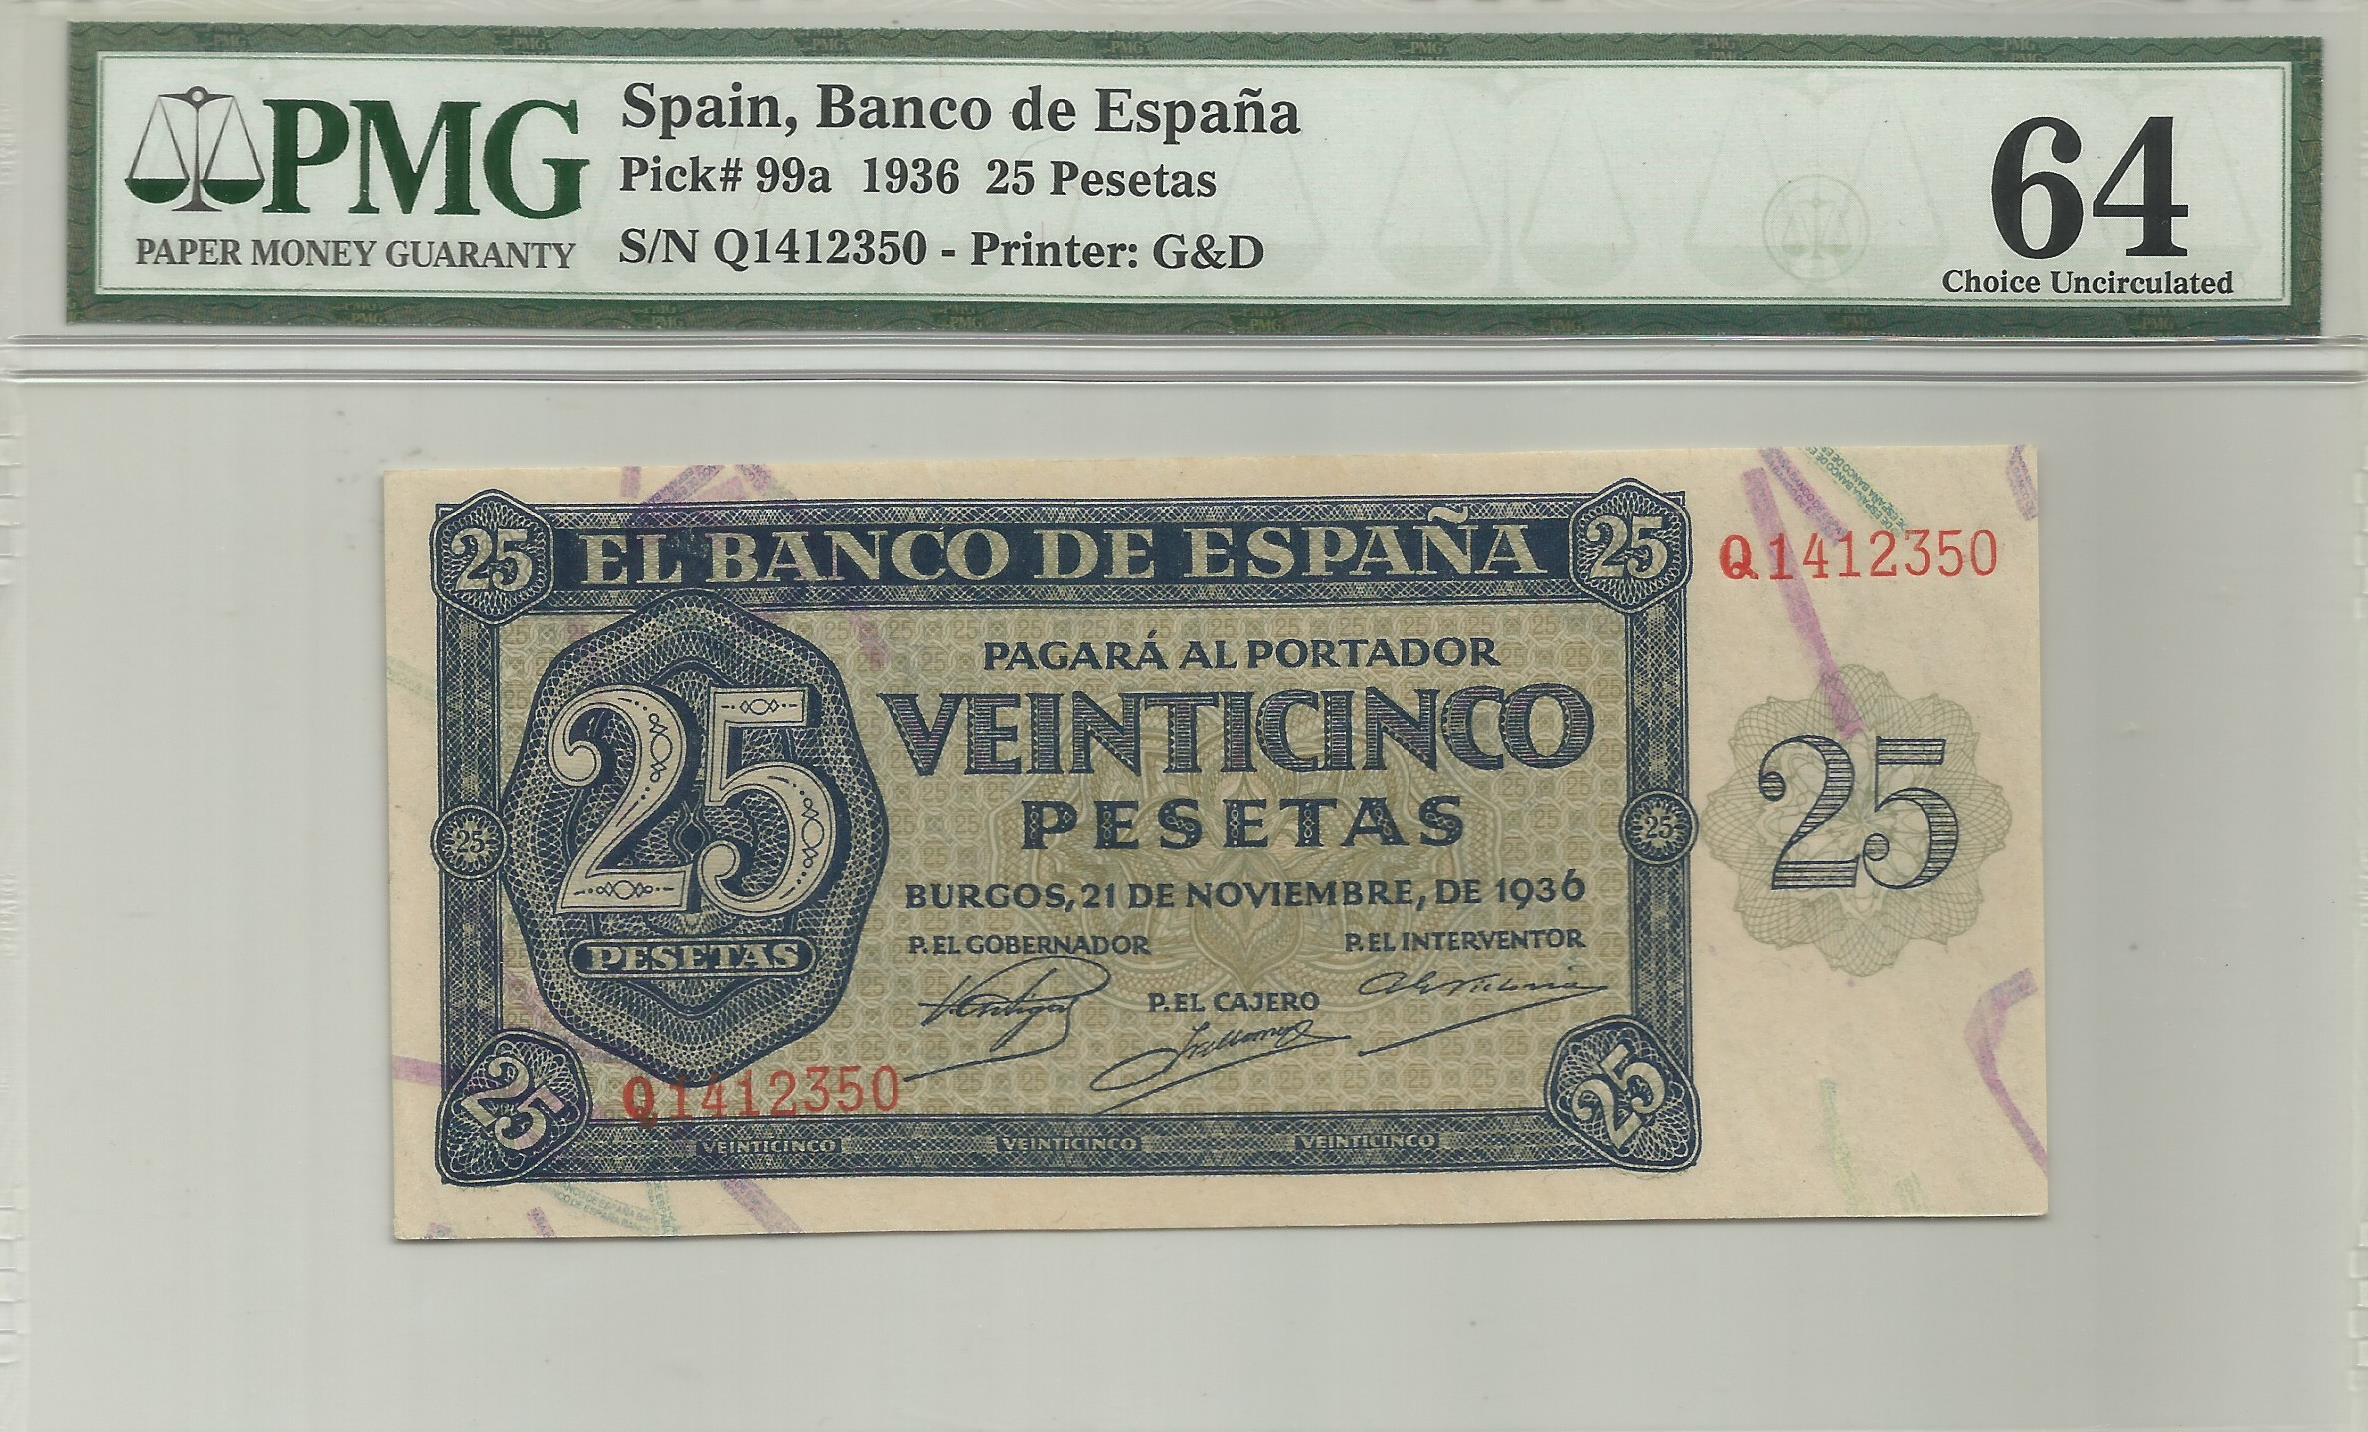 PMG
PAPER MONEY GUARANTY
Spain, Banco de España
Pick# 99a 1936 25 Pesetas
S/N Q1412350 - Printer: G&D
64
Choice Uncirculated
25 EL BANCO DE ESPAÑA 25
Q1412350
PAGARÁ AL PORTADOR
VEINTICINCO
PESETAS
25
PESETAS
25
25
25
BURGOS, 21 DE NOVIEMBRE, DE 1936
P. EL GOBERNADOR
P. EL INTERVENTOR
P. EL CAJERO
Q1412350
25
25
VEINTICINCO VEINTICINCO VEINTICINCO